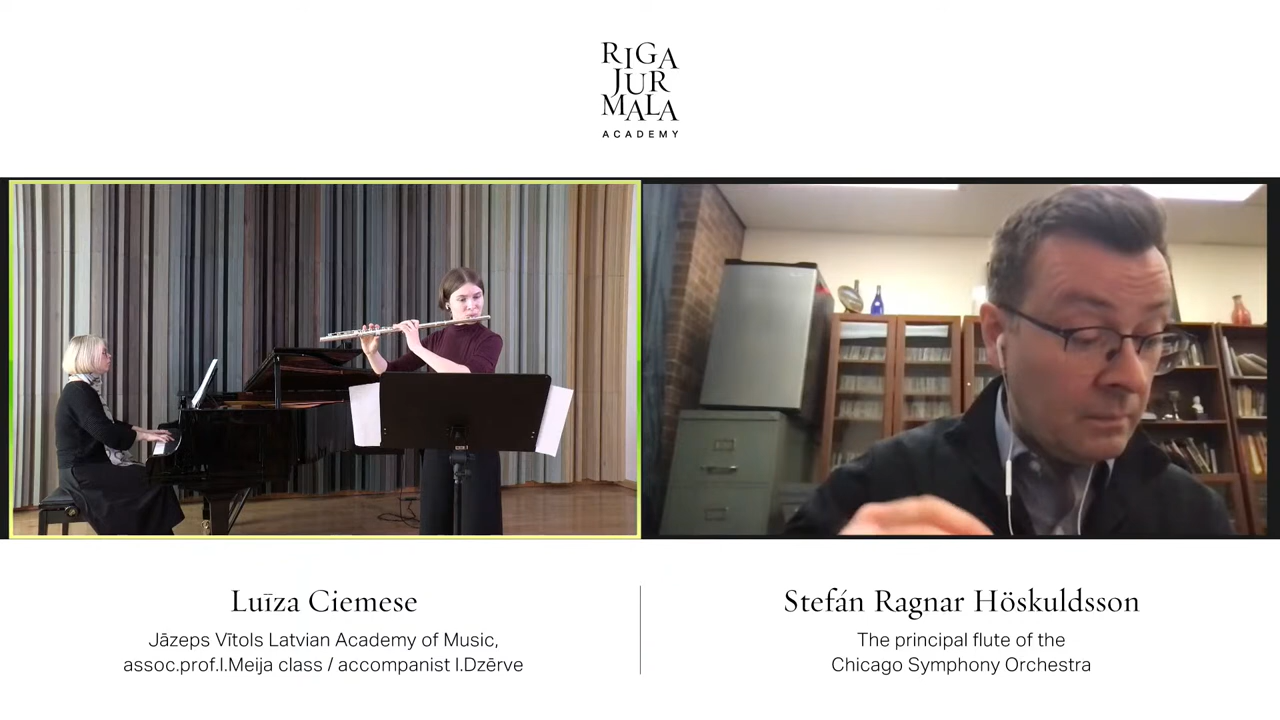 RIGA
JUR
MALA
ACADEMY
Luīza Ciemese
Jāzeps Vītols Latvian Academy of Music,
assoc.prof.I.Meija class / accompanist I.Dzērve
Stefán Ragnar Höskuldsson
The principal flute of the
Chicago Symphony Orchestra